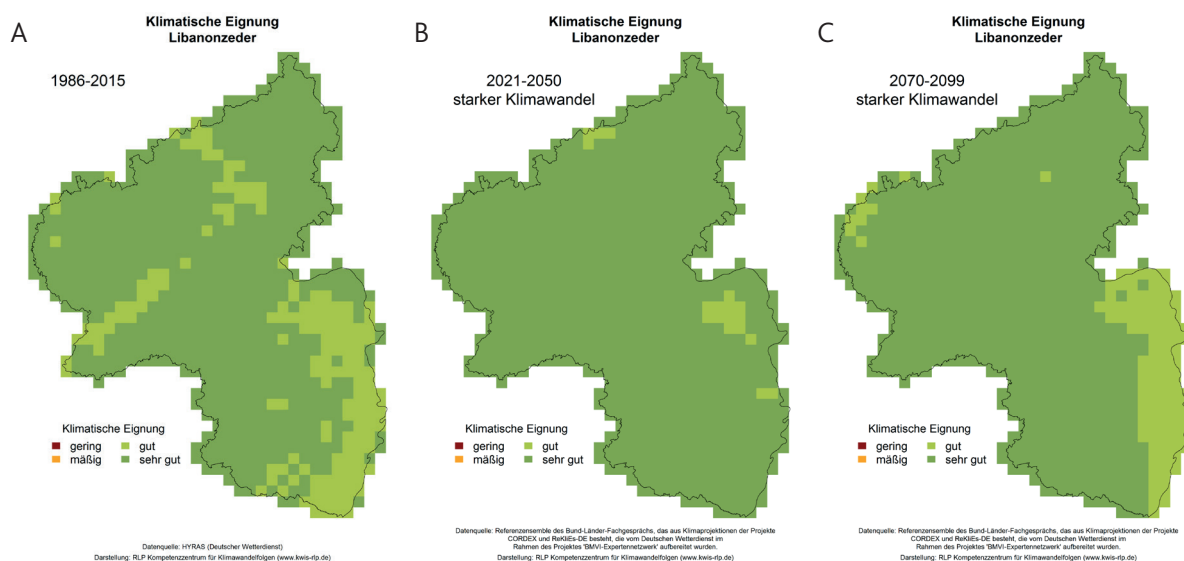 A
Klimatische Eignung
Libanonzeder
1986-2015
Klimatische Eignung
gering gut
mäßig sehr gut
Datenquelle: HYRAS (Deutscher Wetterdienst)
Darstellung: RLP Kompetenzzentrum für Klimawandelfolgen (www.kwis-rlp.de)
B
Klimatische Eignung
Libanonzeder
2021-2050
starker Klimawandel
Klimatische Eignung
gering gut
mäßig sehr gut
Datenquelle: Referenzensemble des Bund-Länder-Fachgesprächs, das aus Klimaprojektionen der Projekte
CORDEX und ReKliEs-DE besteht, die vom Deutschen Wetterdienst im
Rahmen des Projektes 'BMVI-Expertennetzwerk' aufbereitet wurden.
Darstellung: RLP Kompetenzzentrum für Klimawandelfolgen (www.kwis-rlp.de)
C
Klimatische Eignung
Libanonzeder
2070-2099
starker Klimawandel
Klimatische Eignung
gering gut
mäßig sehr gut
Datenquelle: Referenzensemble des Bund-Länder-Fachgesprächs, das aus Klimaprojektionen der Projekte
CORDEX und ReKliEs-DE besteht, die vom Deutschen Wetterdienst im
Rahmen des Projektes 'BMVI-Expertennetzwerk' aufbereitet wurden.
Darstellung: RLP Kompetenzzentrum für Klimawandelfolgen (www.kwis-rlp.de)